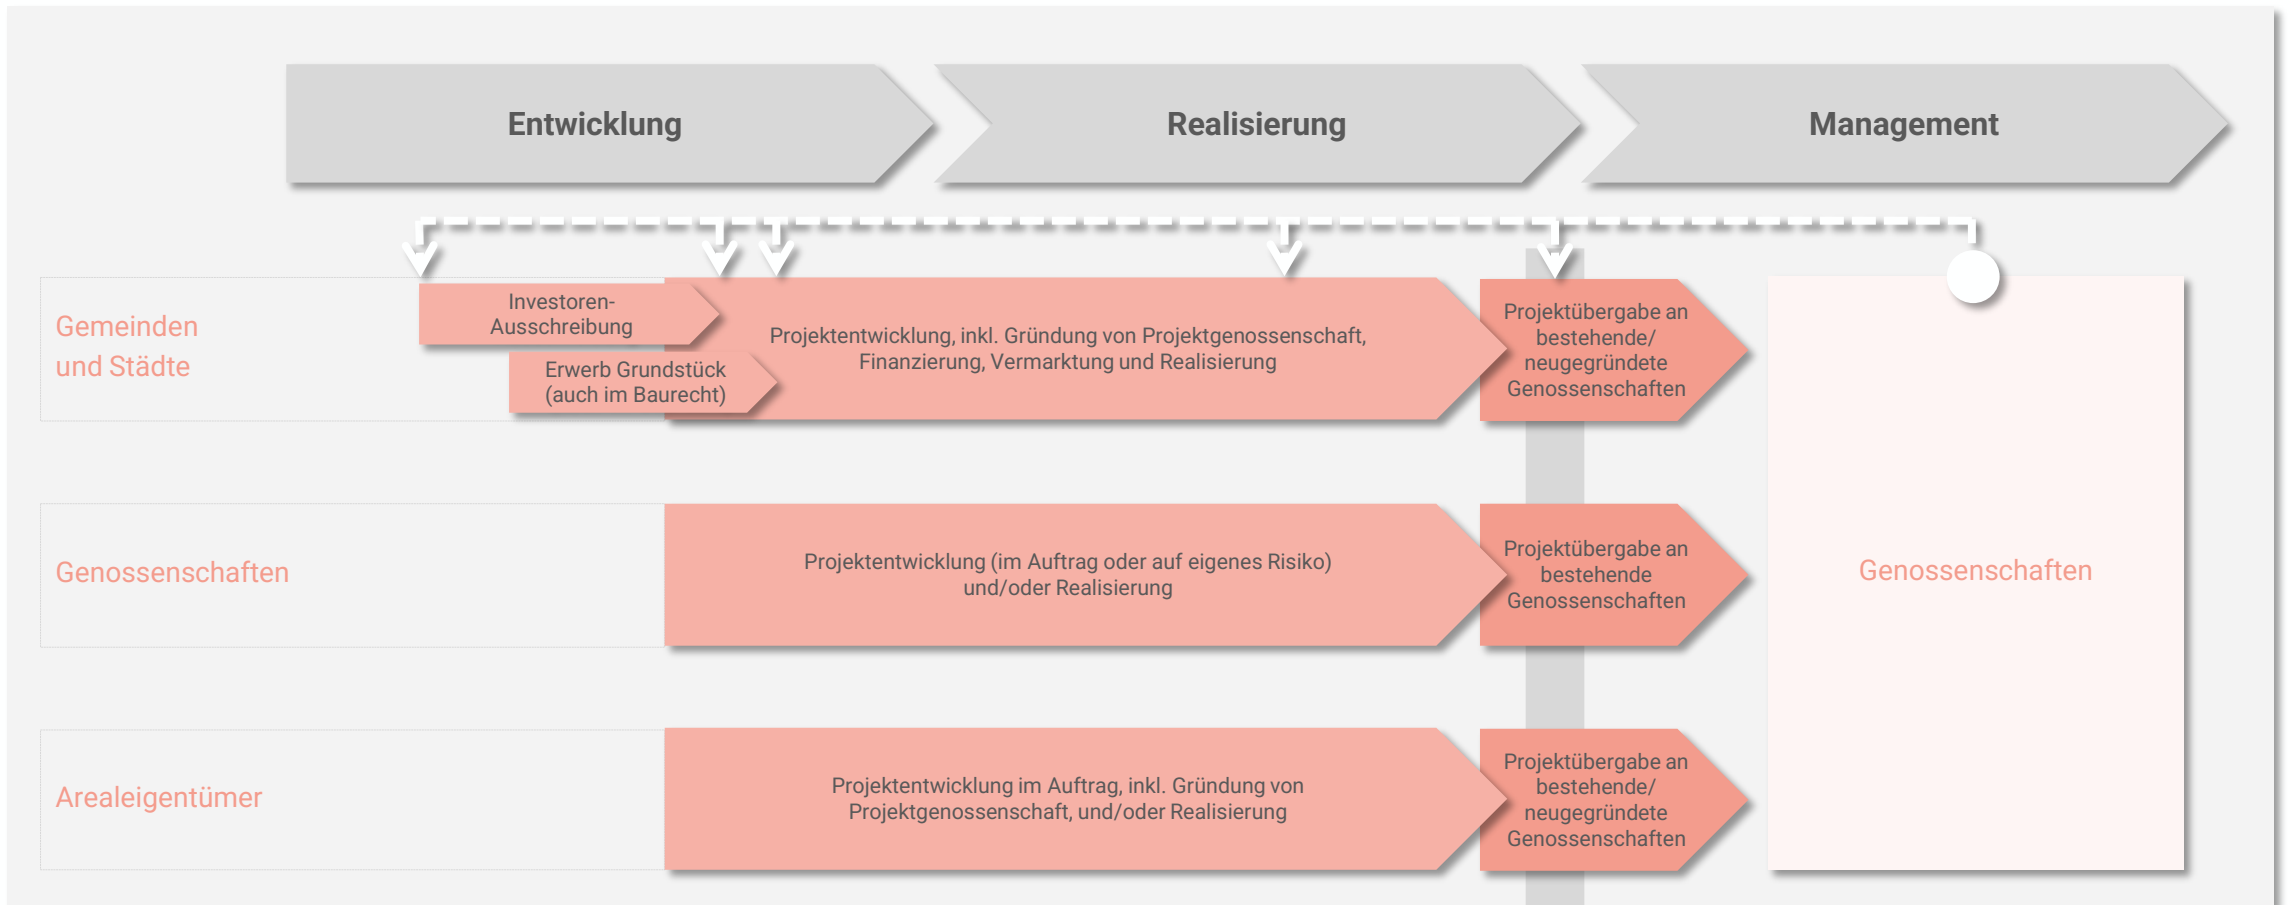 Entwicklung
Realisierung
Management
Gemeinden
und Städte
Investoren-
Ausschreibung
Erwerb Grundstück
(auch im Baurecht)
Projektentwicklung, inkl. Gründung von Projektgenossenschaft,
Finanzierung, Vermarktung und Realisierung
Projektübergabe an
bestehende/
neugegründete
Genossenschaften
Genossenschaften
Projektentwicklung (im Auftrag oder auf eigenes Risiko)
und/oder Realisierung
Projektübergabe an
bestehende
Genossenschaften
Genossenschaften
Arealeigentümer
Projektentwicklung im Auftrag, inkl. Gründung von
Projektgenossenschaft, und/oder Realisierung
Projektübergabe an
bestehende/
neugegründete
Genossenschaften